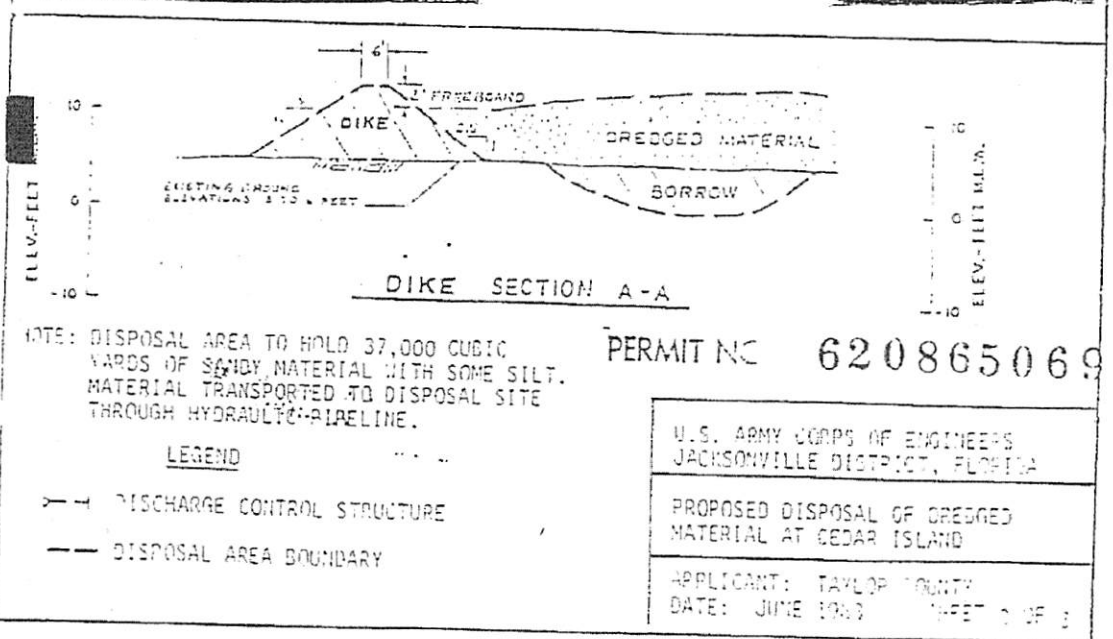 6'
2' FREEBOARD
DIKE
DREDGED MATERIAL
BORROW
10
0
-10
ELEV.-FEET
10
0
-10
ELEV.-FEET M.L.W.
EXISTING GROUND
ELEVATIONS TO FEET
DIKE SECTION A-A
NOTE: DISPOSAL AREA TO HOLD 37,000 CUBIC
YARDS OF SANDY MATERIAL WITH SOME SILT.
MATERIAL TRANSPORTED TO DISPOSAL SITE
THROUGH HYDRAULIC PIPELINE.
LEGEND
DISCHARGE CONTROL STRUCTURE
DISPOSAL AREA BOUNDARY
PERMIT NO 620865069
U.S. ARMY CORPS OF ENGINEERS
JACKSONVILLE DISTRICT, FLORIDA
PROPOSED DISPOSAL OF DREDGED
MATERIAL AT CEDAR ISLAND
APPLICANT: TAYLOR COUNTY
DATE: JUNE SHEET OF 3